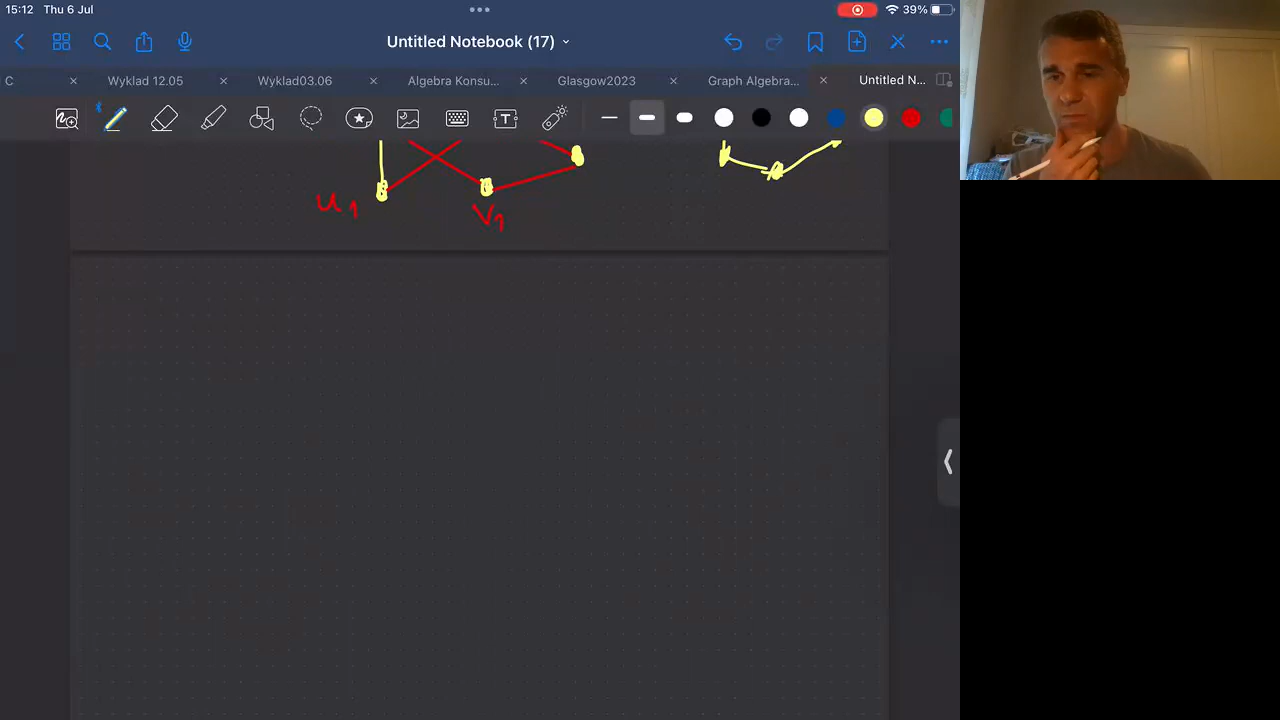 15:12 Thu 6 Jul 39%
Untitled Notebook (17)
C Wyklad 12.05 Wyklad03.06 Algebra Konsu... Glasgow2023 Graph Algebra... Untitled N...
T
u1 v1